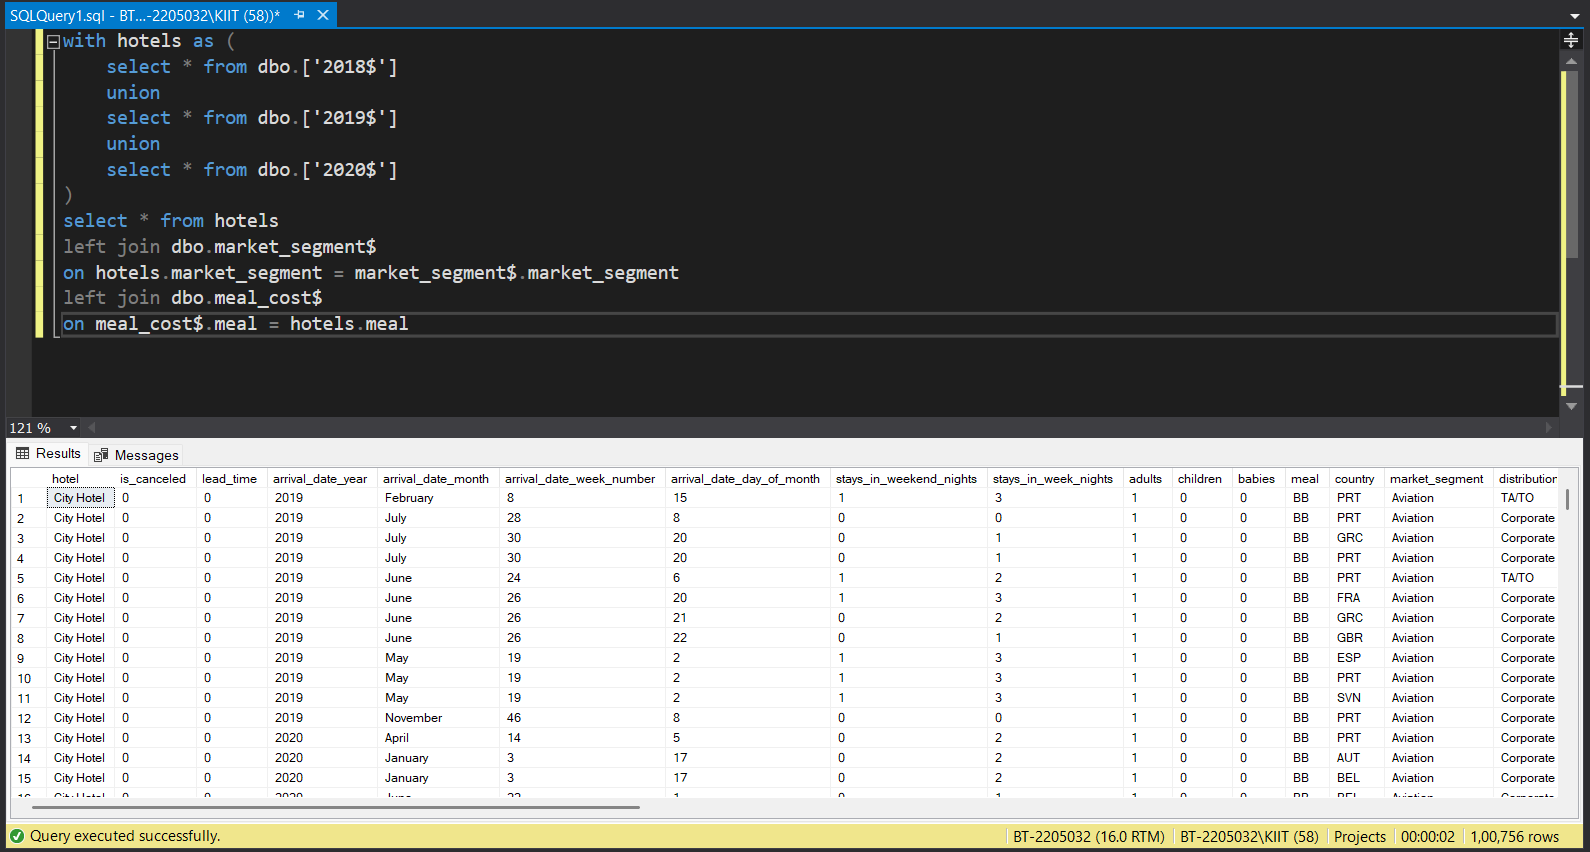 SQLQuery1.sql - BT...-2205032\KIIT (58))*
with hotels as (
select * from dbo.['2018$']
union
select * from dbo.['2019$']
union
select * from dbo.['2020$']
)
select * from hotels
left join dbo.market_segment$
on hotels.market_segment = market_segment$.market_segment
left join dbo.meal_cost$
on meal_cost$.meal = hotels.meal
121 %
Results Messages
hotel is_canceled lead_time arrival_date_year arrival_date_month arrival_date_week_number arrival_date_day_of_month stays_in_weekend_nights stays_in_week_nights adults children babies meal country market_segment distribution
1 City Hotel 0 0 2019 February 8 15 1 3 1 0 0 BB PRT Aviation TA/TO
2 City Hotel 0 0 2019 July 28 8 0 0 1 0 0 BB PRT Aviation Corporate
3 City Hotel 0 0 2019 July 30 20 0 1 1 0 0 BB GRC Aviation Corporate
4 City Hotel 0 0 2019 July 30 20 0 1 1 0 0 BB PRT Aviation Corporate
5 City Hotel 0 0 2019 June 24 6 1 2 1 0 0 BB PRT Aviation TA/TO
6 City Hotel 0 0 2019 June 26 20 1 3 1 0 0 BB FRA Aviation Corporate
7 City Hotel 0 0 2019 June 26 21 0 2 1 0 0 BB GRC Aviation Corporate
8 City Hotel 0 0 2019 June 26 22 0 1 1 0 0 BB GBR Aviation Corporate
9 City Hotel 0 0 2019 May 19 2 1 3 1 0 0 BB ESP Aviation Corporate
10 City Hotel 0 0 2019 May 19 2 1 3 1 0 0 BB PRT Aviation Corporate
11 City Hotel 0 0 2019 May 19 2 1 3 1 0 0 BB SVN Aviation Corporate
12 City Hotel 0 0 2019 November 46 8 0 0 1 0 0 BB PRT Aviation Corporate
13 City Hotel 0 0 2020 April 14 5 0 2 1 0 0 BB PRT Aviation Corporate
14 City Hotel 0 0 2020 January 3 17 0 2 1 0 0 BB AUT Aviation Corporate
15 City Hotel 0 0 2020 January 3 17 0 2 1 0 0 BB BEL Aviation Corporate
Query executed successfully. BT-2205032 (16.0 RTM) BT-2205032\KIIT (58) Projects 00:00:02 1,00,756 rows